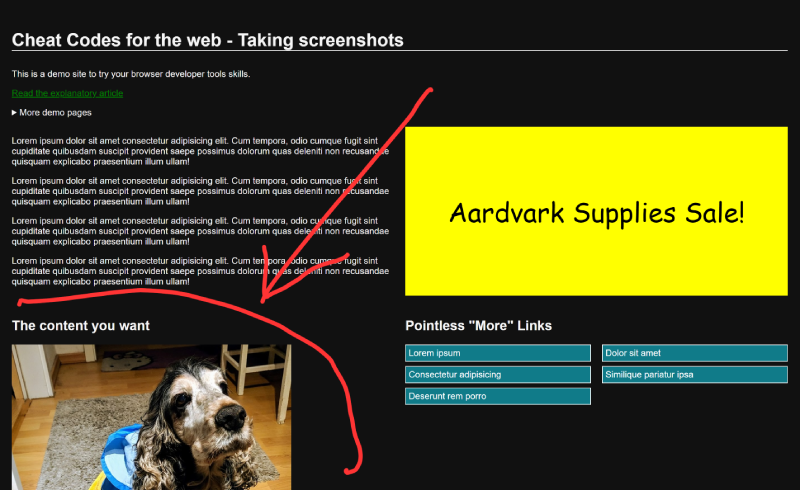 Cheat Codes for the web - Taking screenshots
This is a demo site to try your browser developer tools skills.
Read the explanatory article
More demo pages
Lorem ipsum dolor sit amet consectetur adipisicing elit. Cum tempora, odio cumque fugit sint
cupiditate quibusdam suscipit provident saepe possimus dolorum quas deleniti non recusandae
quisquam explicabo praesentium illum ullam!
Lorem ipsum dolor sit amet consectetur adipisicing elit. Cum tempora, odio cumque fugit sint
cupiditate quibusdam suscipit provident saepe possimus dolorum quas deleniti non recusandae
quisquam explicabo praesentium illum ullam!
Lorem ipsum dolor sit amet consectetur adipisicing elit. Cum tempora, odio cumque fugit sint
cupiditate quibusdam suscipit provident saepe possimus dolorum quas deleniti non recusandae
quisquam explicabo praesentium illum ullam!
Lorem ipsum dolor sit amet consectetur adipisicing elit. Cum tempora, odio cumque fugit sint
cupiditate quibusdam suscipit provident saepe possimus dolorum quas deleniti non recusandae
quisquam explicabo praesentium illum ullam!
Aardvark Supplies Sale!
The content you want
Pointless "More" Links
Lorem ipsum
Dolor sit amet
Consectetur adipisicing
Similique pariatur ipsa
Deserunt rem porro